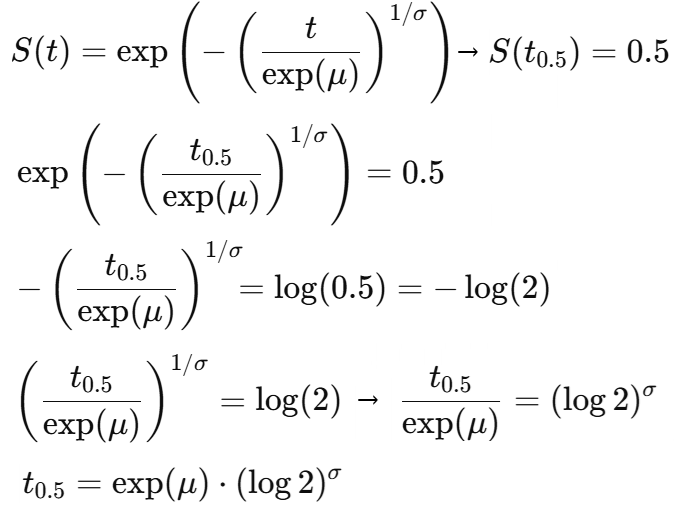 S(t) = exp(−(t/exp(μ))^{1/σ}) → S(t_{0.5}) = 0.5
exp(−(t_{0.5}/exp(μ))^{1/σ}) = 0.5
−(t_{0.5}/exp(μ))^{1/σ} = log(0.5) = −log(2)
(t_{0.5}/exp(μ))^{1/σ} = log(2) → t_{0.5}/exp(μ) = (log 2)^σ
t_{0.5} = exp(μ) · (log 2)^σ